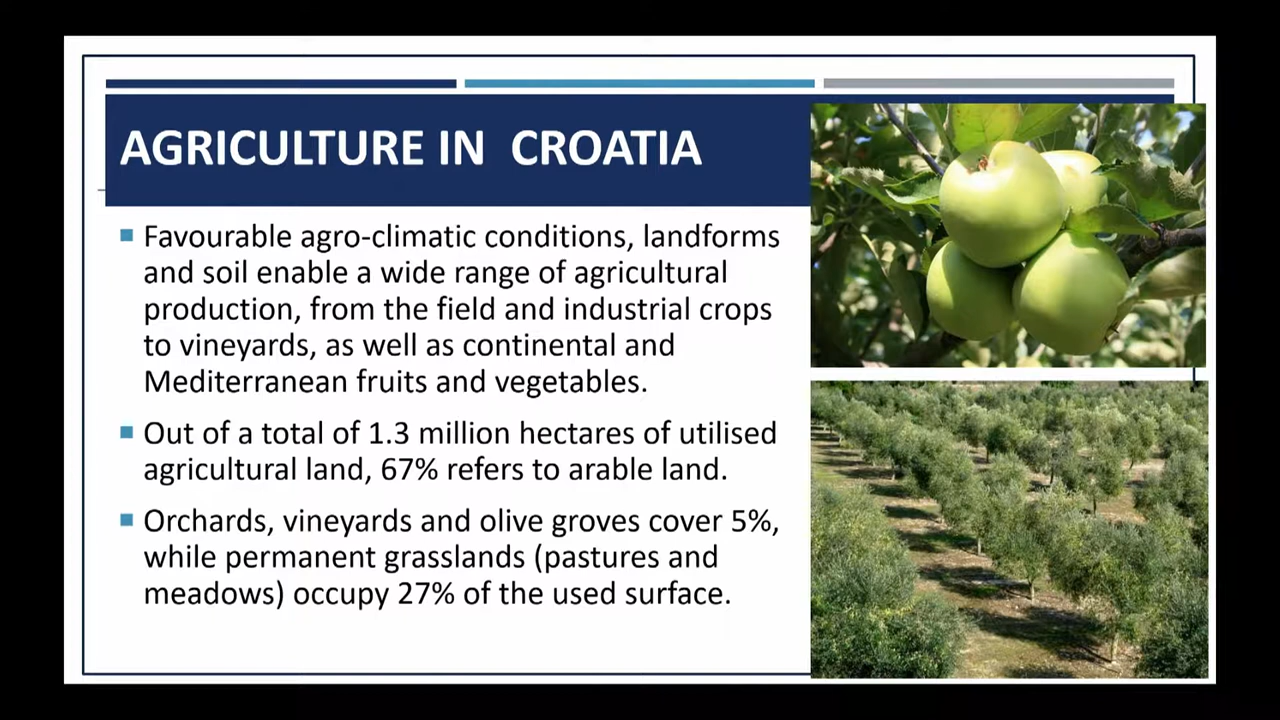 AGRICULTURE IN  CROATIA
Favourable agro-climatic conditions, landforms
and soil enable a wide range of agricultural
production, from the field and industrial crops
to vineyards, as well as continental and
Mediterranean fruits and vegetables.
Out of a total of 1.3 million hectares of utilised
agricultural land, 67% refers to arable land.
Orchards, vineyards and olive groves cover 5%,
while permanent grasslands (pastures and
meadows) occupy 27% of the used surface.